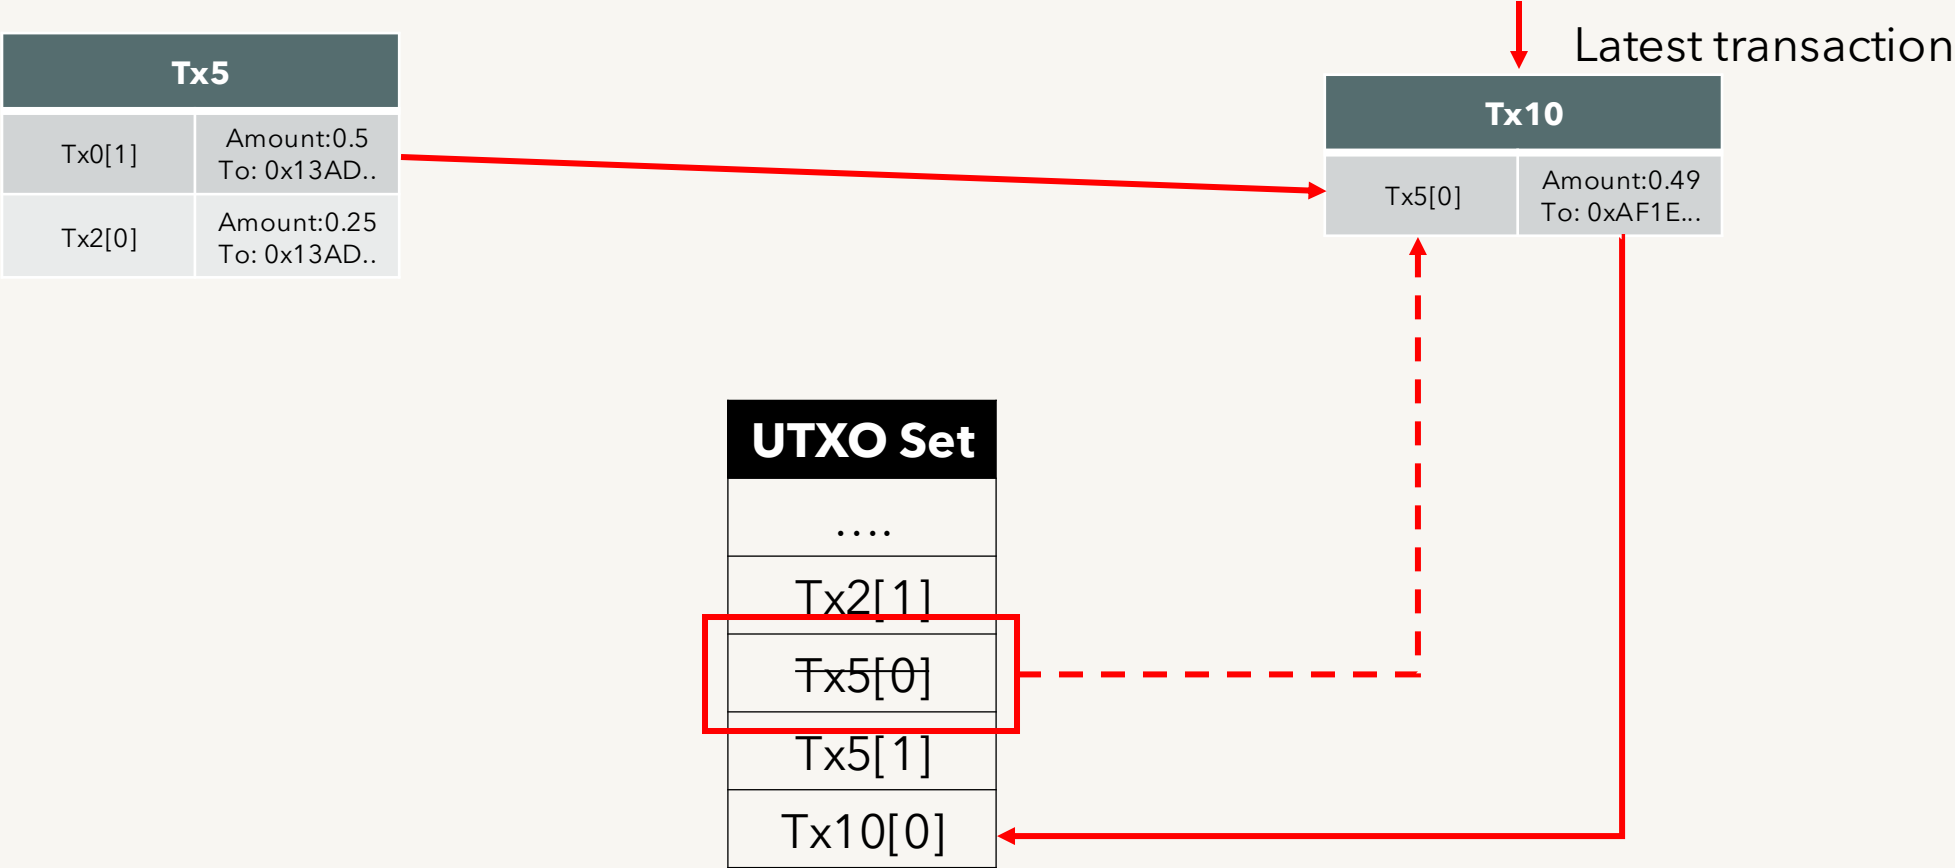 Latest transaction
Tx5
Tx0[1]
Amount:0.5
To: 0x13AD..
Tx2[0]
Amount:0.25
To: 0x13AD..
Tx10
Tx5[0]
Amount:0.49
To: 0xAF1E...
UTXO Set
....
Tx2[1]
Tx5[0]
Tx5[1]
Tx10[0]